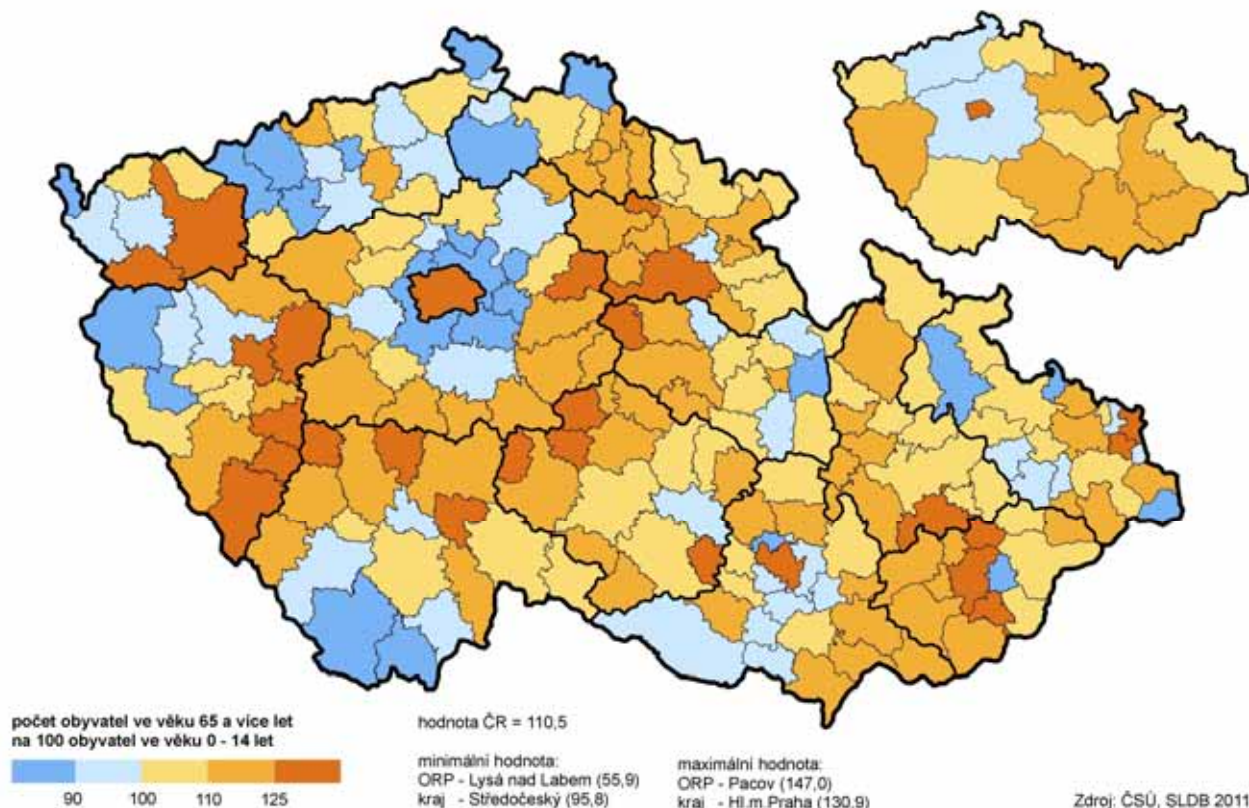 počet obyvatel ve věku 65 a více let
na 100 obyvatel ve věku 0 - 14 let
90 100 110 125
hodnota ČR = 110,5
minimální hodnota:
ORP - Lysá nad Labem (55,9)
kraj - Středočeský (95,8)
maximální hodnota:
ORP - Pacov (147,0)
kraj - Hl.m.Praha (130,9)
Zdroj: ČSÚ, SLDB 2011